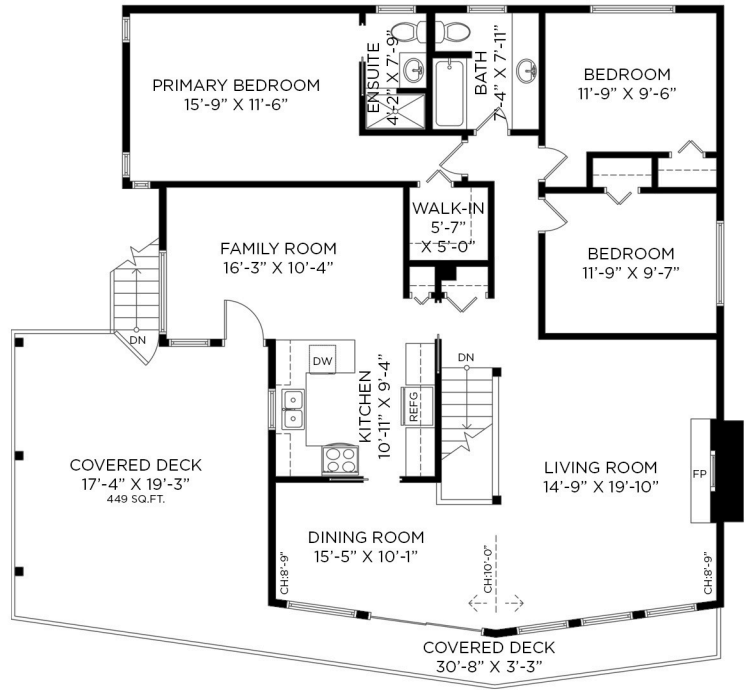 PRIMARY BEDROOM
15'-9" X 11'-6"
ENSUITE
4'-2" X 7'-9"
BATH
7'-4" X 7'-11"
BEDROOM
11'-9" X 9'-6"
WALK-IN
5'-7"
X 5'-0"
FAMILY ROOM
16'-3" X 10'-4"
BEDROOM
11'-9" X 9'-7"
DN
DW
KITCHEN
10'-11" X 9'-4"
REFG
DN
COVERED DECK
17'-4" X 19'-3"
449 SQ.FT.
LIVING ROOM
14'-9" X 19'-10"
FP
DINING ROOM
15'-5" X 10'-1"
CH:8'-9"
CH:10'-0"
CH:8'-9"
COVERED DECK
30'-8" X 3'-3"